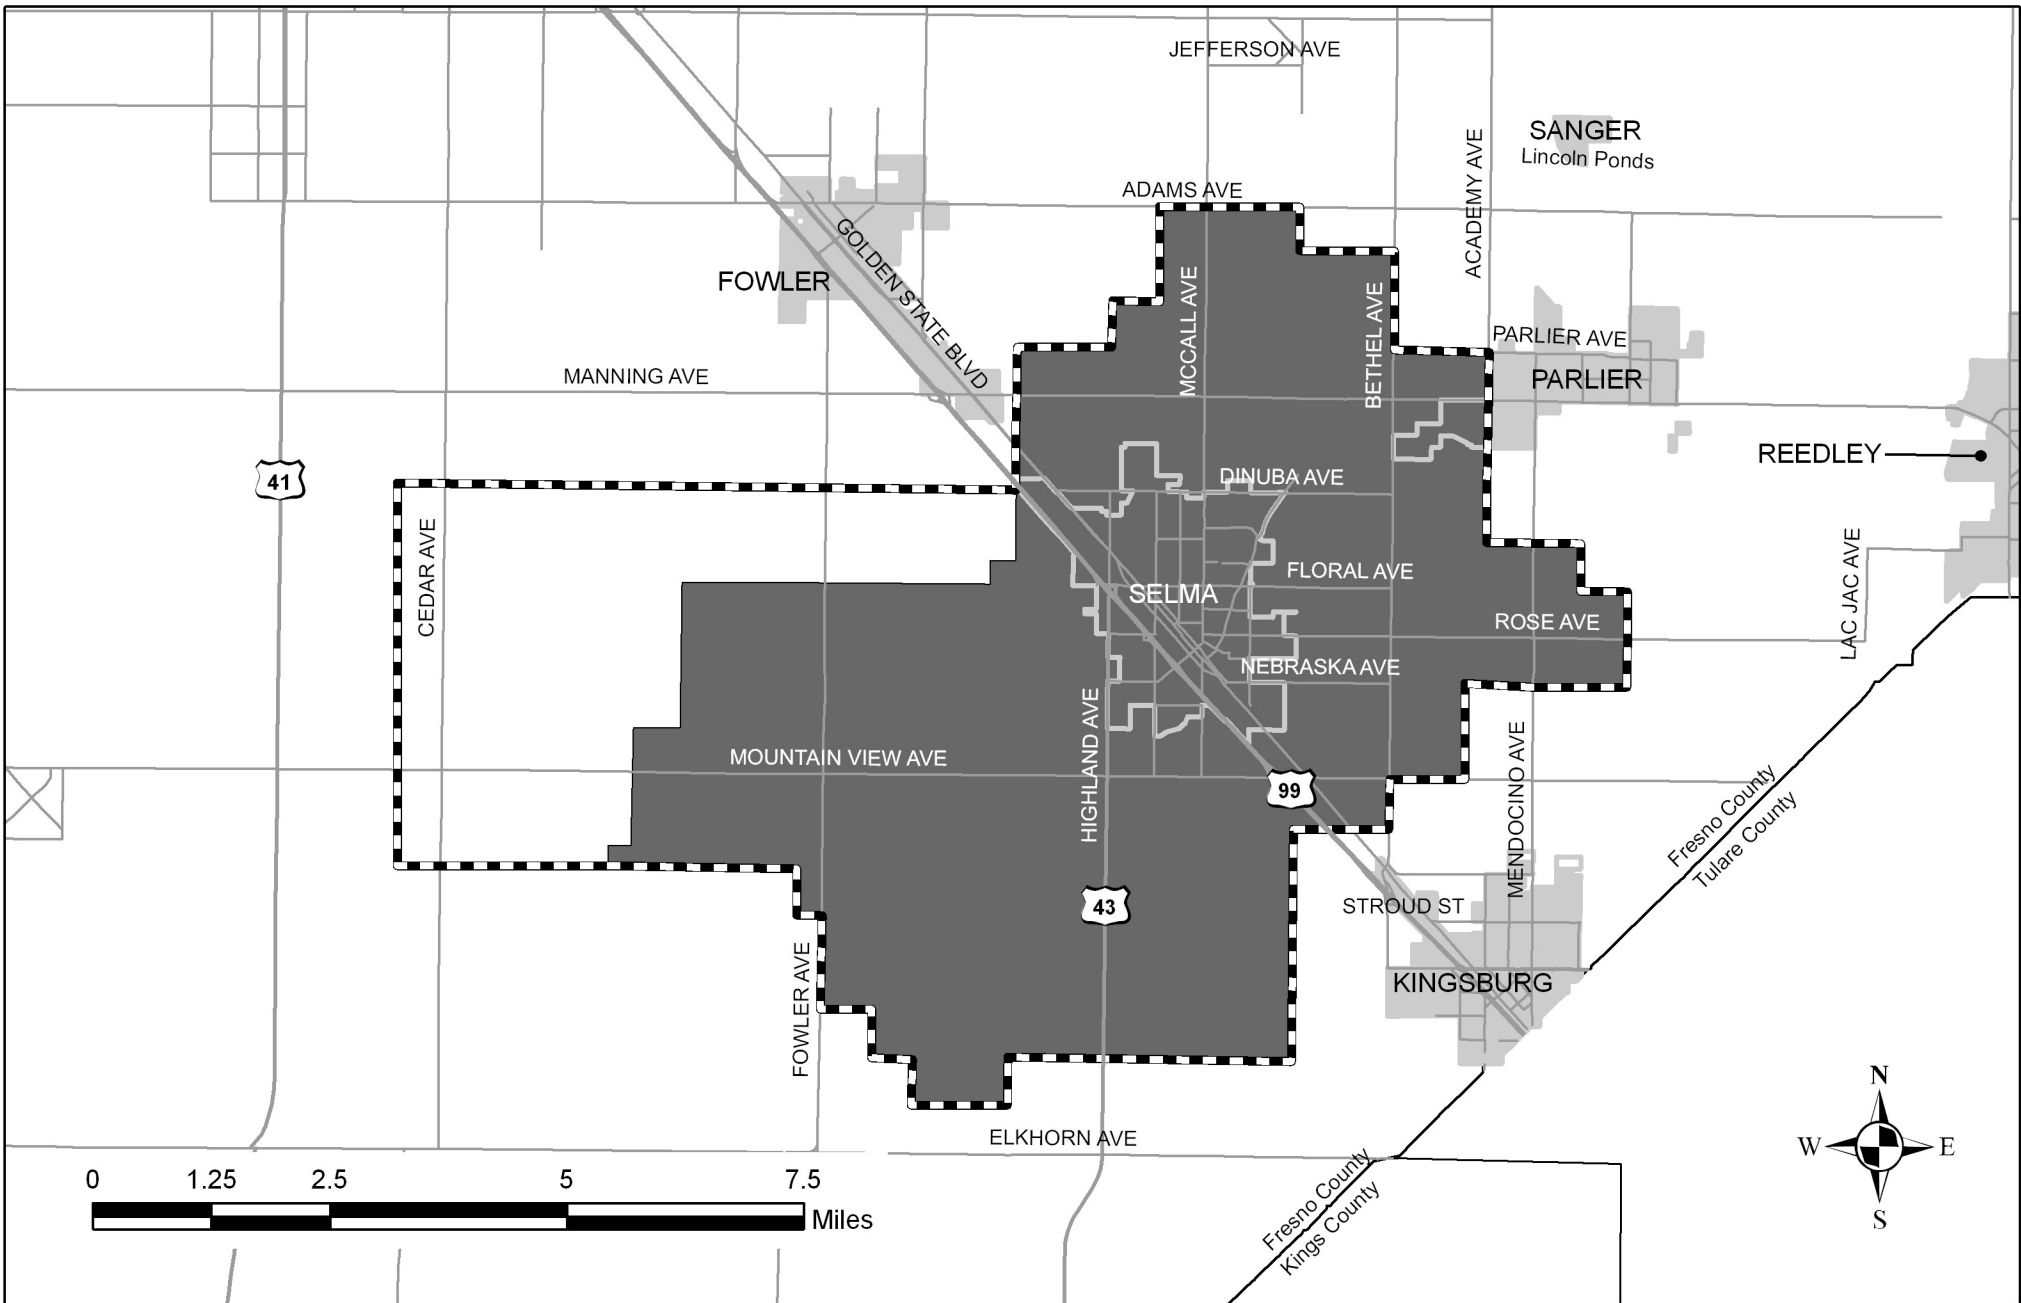 JEFFERSON AVE
SANGER
Lincoln Ponds
ACADEMY AVE
ADAMS AVE
GOLDEN STATE BLVD
FOWLER
MCCALL AVE
BETHEL AVE
PARLIER AVE
MANNING AVE
PARLIER
REEDLEY
41
DINUBA AVE
CEDAR AVE
FLORAL AVE
SELMA
ROSE AVE
LAC JAC AVE
NEBRASKA AVE
HIGHLAND AVE
MOUNTAIN VIEW AVE
MENDOCINO AVE
99
Fresno County
Tulare County
43
STROUD ST
FOWLER AVE
KINGSBURG
N
W E
S
ELKHORN AVE
Fresno County
Kings County
0 1.25 2.5 5 7.5
Miles